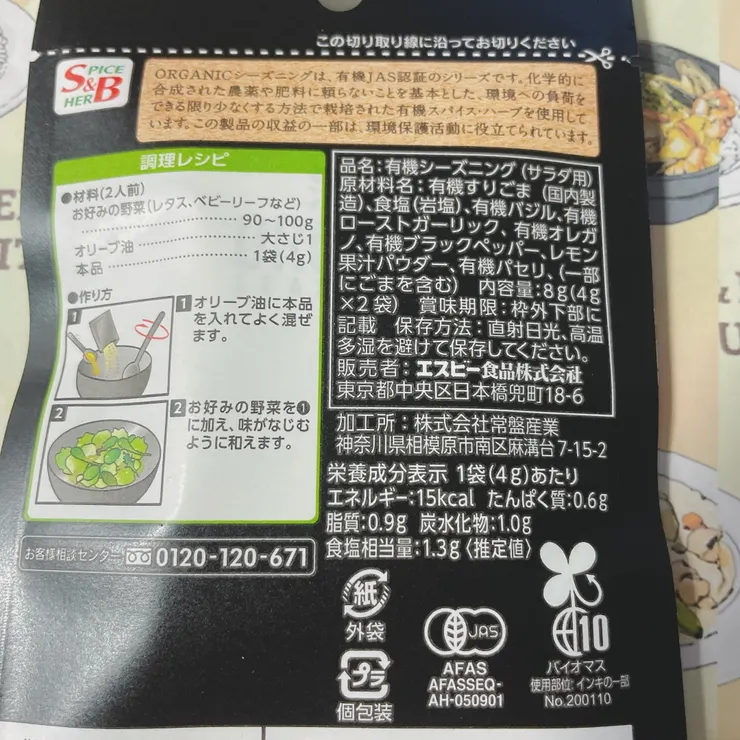 この切り取り線に沿ってお切りください
S&B
SPICE
HERB
ORGANICシーズニングは、有機JAS認証のシリーズです。化学的に
合成された農薬や肥料に頼らないことを基本とした、環境への負荷を
できる限り少なくする方法で栽培された有機スパイス・ハーブを使用して
います。この製品の収益の一部は、環境保護活動に役立てられています。
調理レシピ
●材料(2人前)
お好みの野菜(レタス、ベビーリーフなど)
90～100g
オリーブ油 大さじ1
本品 1袋(4g)
●作り方
1
1 オリーブ油に本品
を入れてよく混ぜ
ます。
2
2 お好みの野菜を❶
に加え、味がなじむ
ように和えます。
お客様相談センター 0120-120-671
品名:有機シーズニング(サラダ用)
原材料名:有機すりごま(国内製
造)、食塩(岩塩)、有機バジル、有機
ローストガーリック、有機オレガ
ノ、有機ブラックペッパー、レモン
果汁パウダー、有機パセリ、(一部
にごまを含む) 内容量:8g(4g
×2袋) 賞味期限:枠外下部に
記載 保存方法:直射日光、高温
多湿を避けて保存してください。
販売者:エスビー食品株式会社
東京都中央区日本橋兜町18-6
加工所:株式会社常盤産業
神奈川県相模原市南区麻溝台7-15-2
栄養成分表示 1袋(4g)あたり
エネルギー:15kcal たんぱく質:0.6g
脂質:0.9g 炭水化物:1.0g
食塩相当量:1.3g〈推定値〉
紙
外袋
プラ
個包装
JAS
AFAS
AFASSEQ-
AH-050901
10
バイオマス
使用部位:インキの一部
No.200110